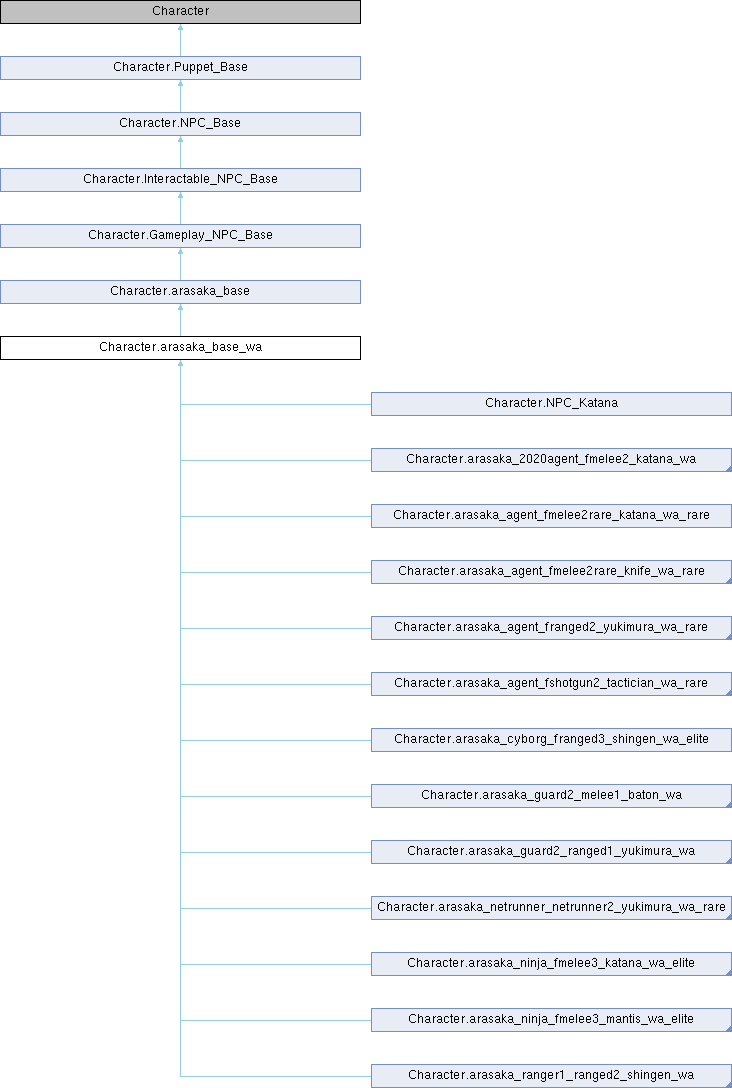 Character
Character.Puppet_Base
Character.NPC_Base
Character.Interactable_NPC_Base
Character.Gameplay_NPC_Base
Character.arasaka_base
Character.arasaka_base_wa
Character.NPC_Katana
Character.arasaka_2020agent_fmelee2_katana_wa
Character.arasaka_agent_fmelee2rare_katana_wa_rare
Character.arasaka_agent_fmelee2rare_knife_wa_rare
Character.arasaka_agent_franged2_yukimura_wa_rare
Character.arasaka_agent_fshotgun2_tactician_wa_rare
Character.arasaka_cyborg_franged3_shingen_wa_elite
Character.arasaka_guard2_melee1_baton_wa
Character.arasaka_guard2_ranged1_yukimura_wa
Character.arasaka_netrunner_netrunner2_yukimura_wa_rare
Character.arasaka_ninja_fmelee3_katana_wa_elite
Character.arasaka_ninja_fmelee3_mantis_wa_elite
Character.arasaka_ranger1_ranged2_shingen_wa